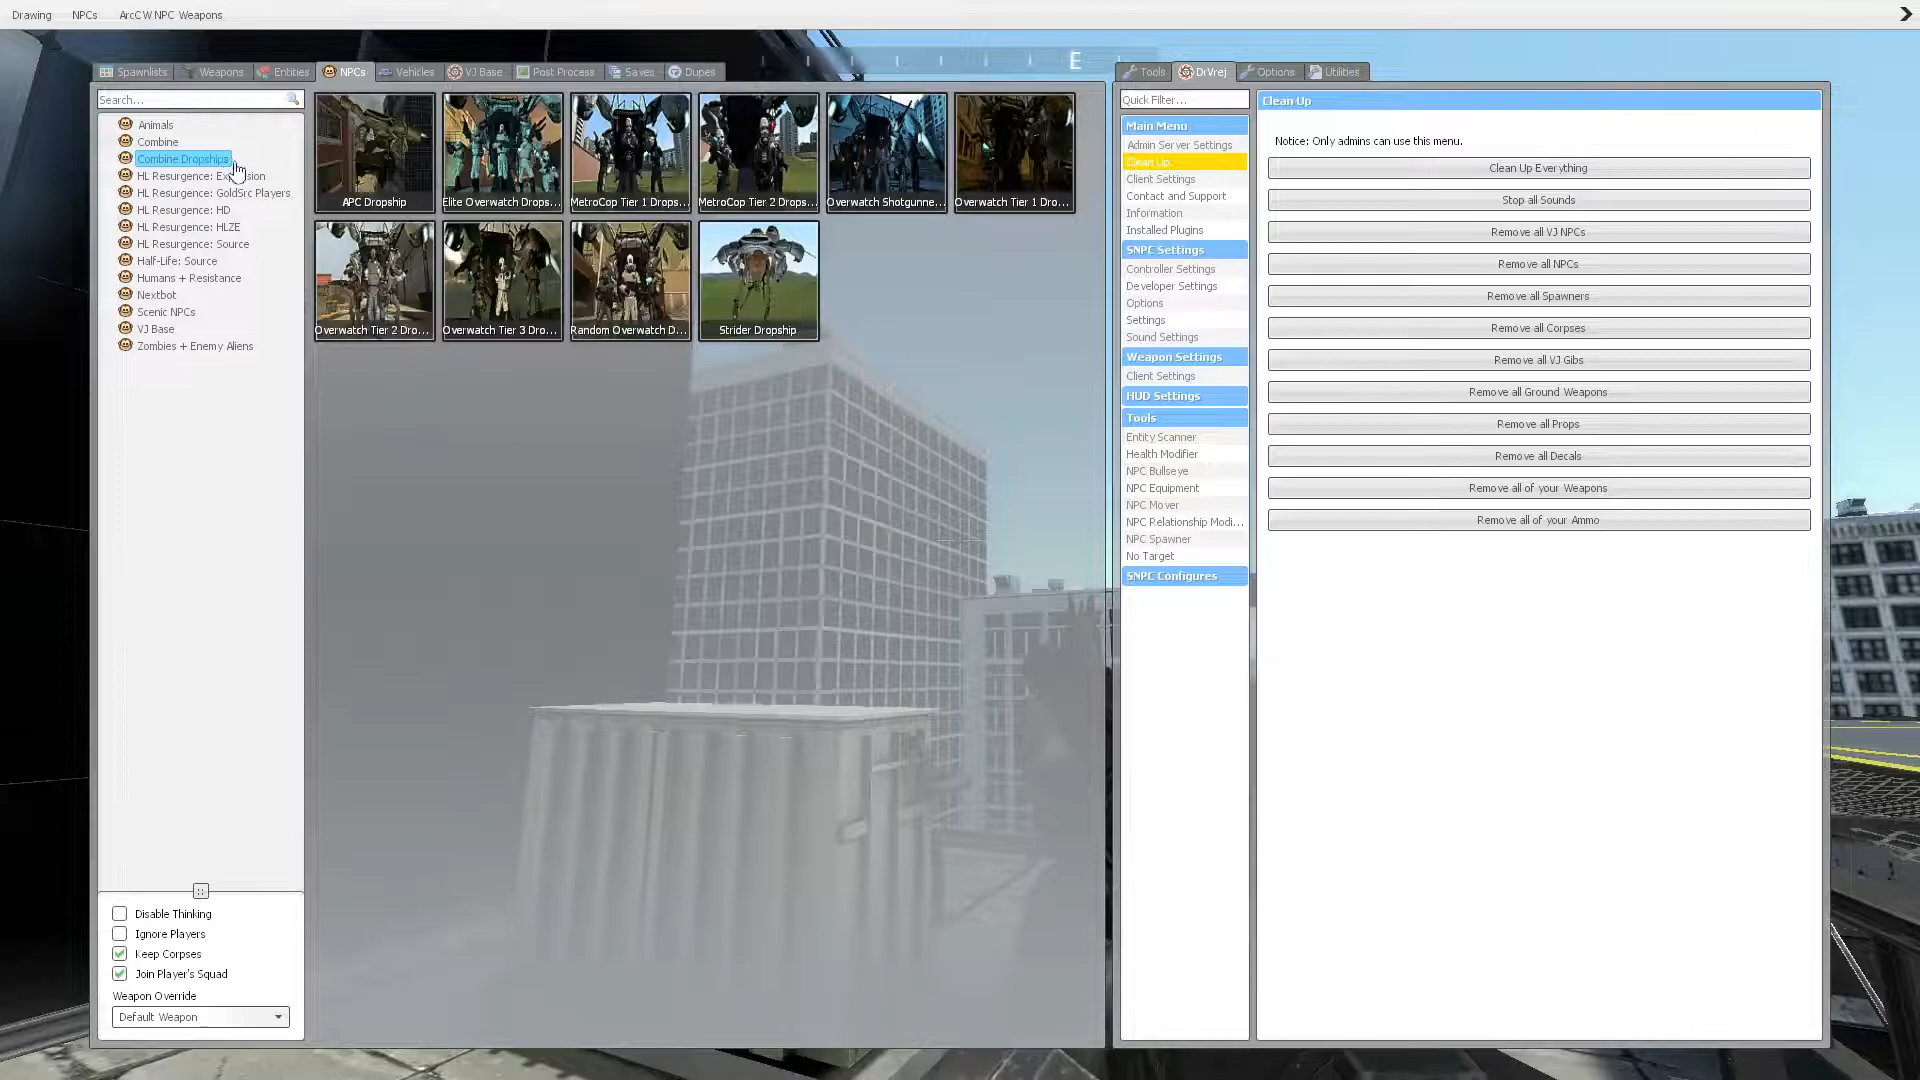 Drawing NPCs ArcCW NPC Weapons
E
Spawnlists Weapons Entities NPCs Vehicles VJ Base Post Process Saves Dupes
Tools DrVrej Options Utilities
Search...
Animals
Combine
Combine Dropships
HL Resurgence:
HL Resurgence: GoldSrc Players
HL Resurgence: HD
HL Resurgence: HLZE
HL Resurgence: Source
Half-Life: Source
Humans + Resistance
Nextbot
Scenic NPCs
VJ Base
Zombies + Enemy Aliens
APC Dropship
Elite Overwatch Drops...
MetroCop Tier 1 Drops...
MetroCop Tier 2 Drops...
Overwatch Shotgunne...
Overwatch Tier 1 Dro...
Overwatch Tier 2 Dro...
Overwatch Tier 3 Dro...
Random Overwatch D...
Strider Dropship
Disable Thinking
Ignore Players
Keep Corpses
Join Player's Squad
Weapon Override
Default Weapon
Quick Filter...
Main Menu
Admin Server Settings
Clean Up
Client Settings
Contact and Support
Information
Installed Plugins
SNPC Settings
Controller Settings
Developer Settings
Options
Settings
Sound Settings
Weapon Settings
Client Settings
HUD Settings
Tools
Entity Scanner
Health Modifier
NPC Bullseye
NPC Equipment
NPC Mover
NPC Relationship Modi...
NPC Spawner
No Target
SNPC Configures
Clean Up
Notice: Only admins can use this menu.
Clean Up Everything
Stop all Sounds
Remove all VJ NPCs
Remove all NPCs
Remove all Spawners
Remove all Corpses
Remove all VJ Gibs
Remove all Ground Weapons
Remove all Props
Remove all Decals
Remove all of your Weapons
Remove all of your Ammo